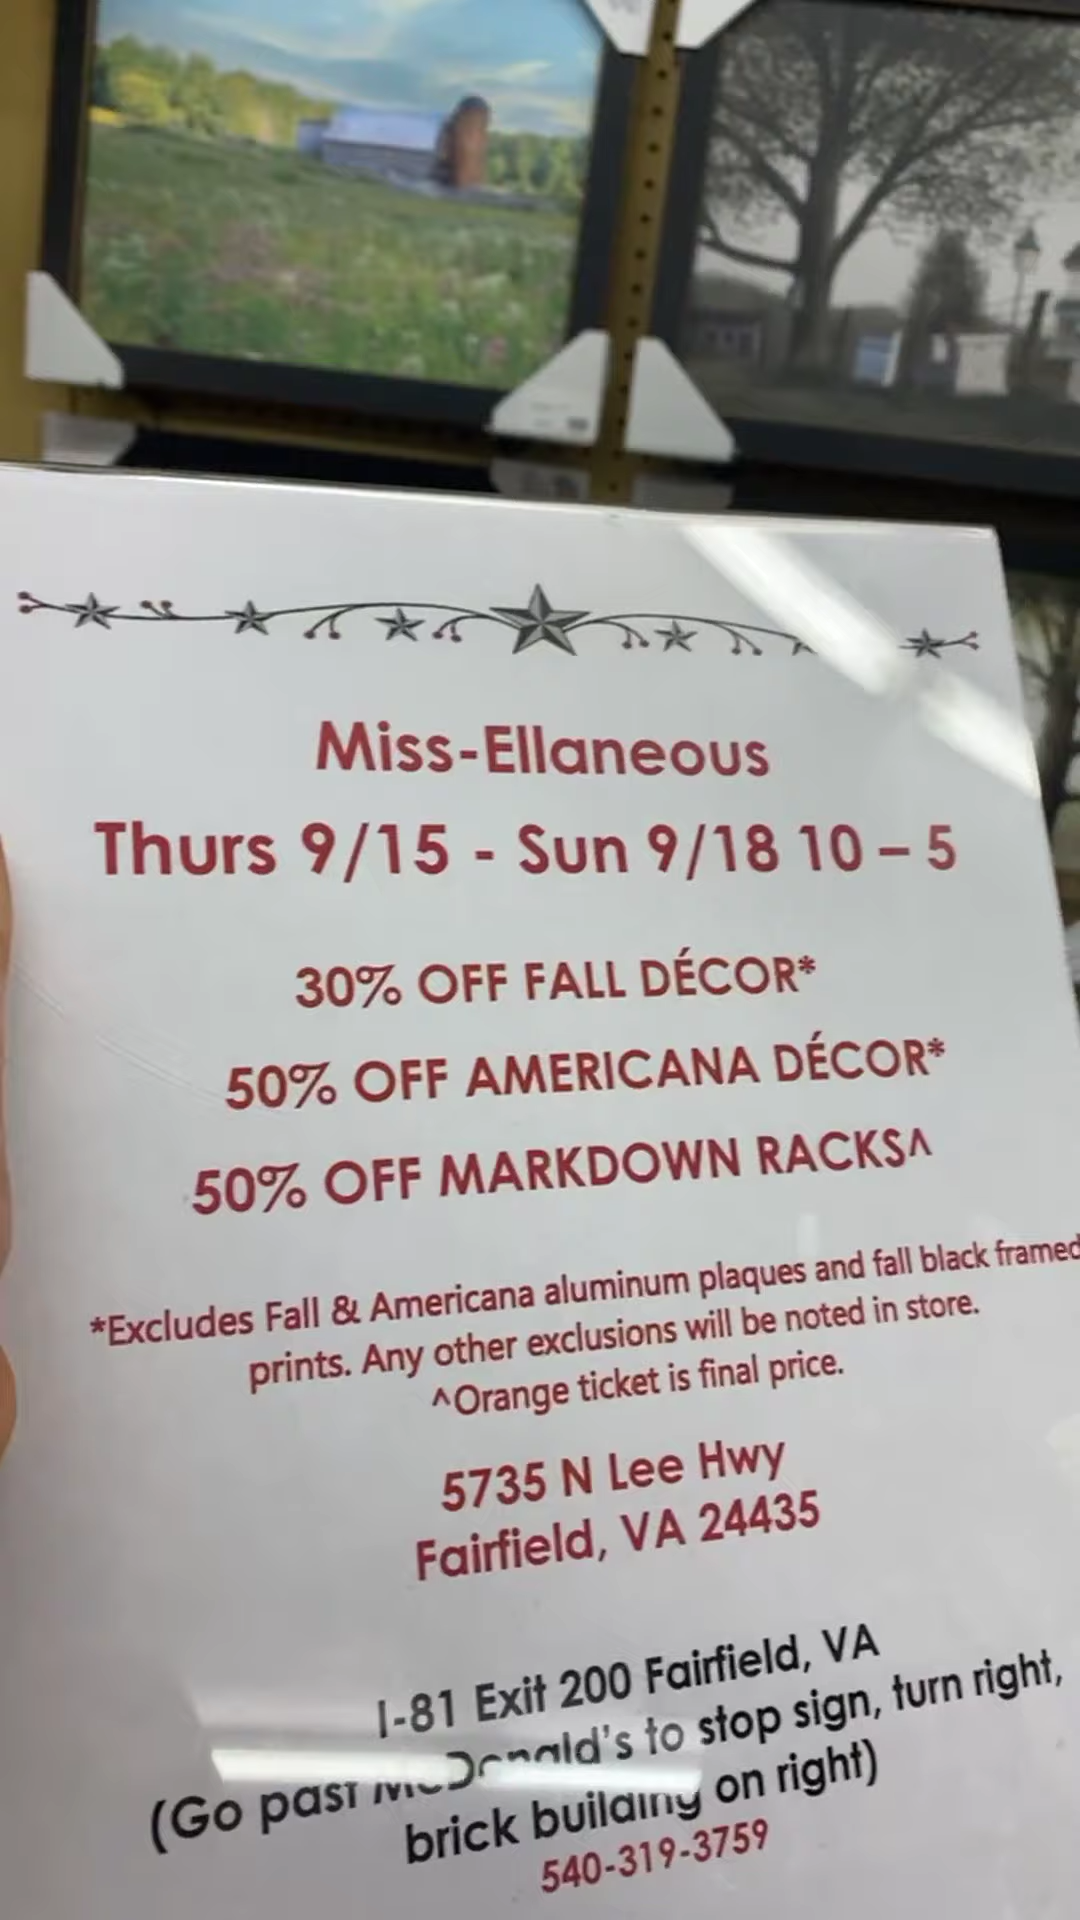 Miss-Ellaneous
Thurs 9/15 - Sun 9/18 10 – 5
30% OFF FALL DÉCOR*
50% OFF AMERICANA DÉCOR*
50% OFF MARKDOWN RACKS^
*Excludes Fall & Americana aluminum plaques and fall black framed
prints. Any other exclusions will be noted in store.
^Orange ticket is final price.
5735 N Lee Hwy
Fairfield, VA 24435
I-81 Exit 200 Fairfield, VA
(Go past McDonald's to stop sign, turn right,
brick building on right)
540-319-3759